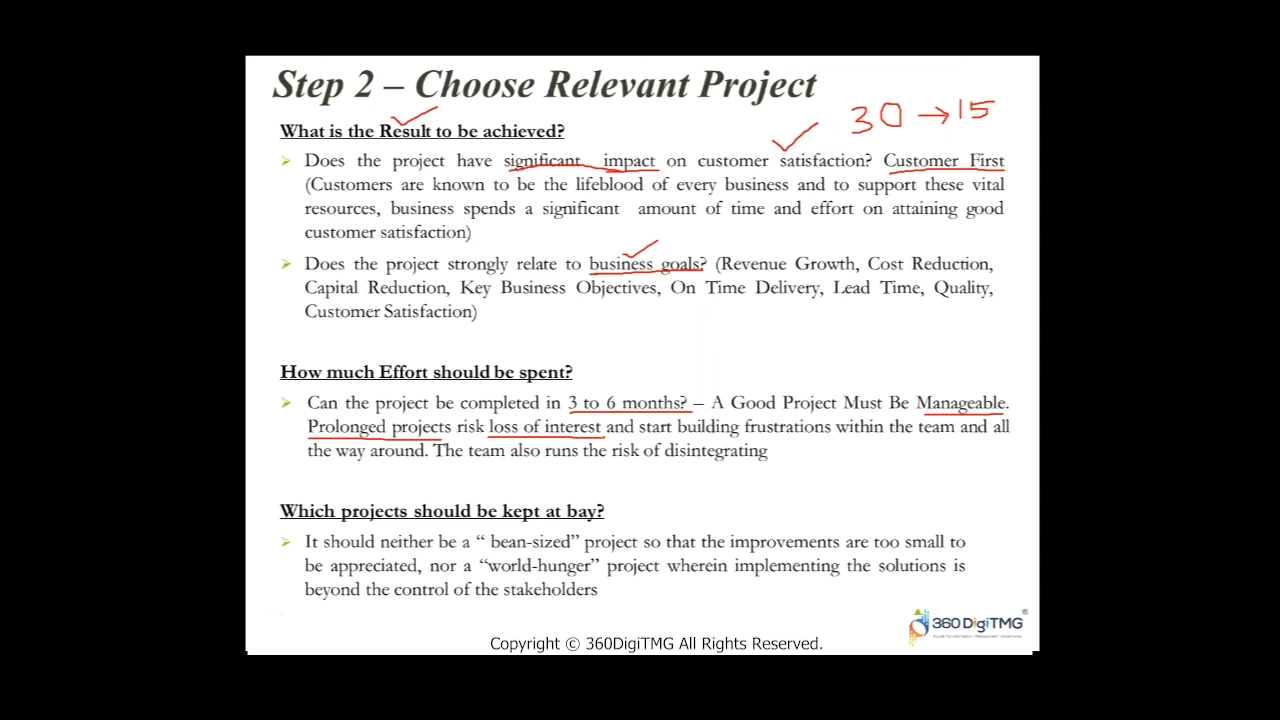 Step 2 – Choose Relevant Project
30 → 15
What is the Result to be achieved?
Does the project have significant impact on customer satisfaction? Customer First
(Customers are known to be the lifeblood of every business and to support these vital
resources, business spends a significant amount of time and effort on attaining good
customer satisfaction)
Does the project strongly relate to business goals? (Revenue Growth, Cost Reduction,
Capital Reduction, Key Business Objectives, On Time Delivery, Lead Time, Quality,
Customer Satisfaction)
How much Effort should be spent?
Can the project be completed in 3 to 6 months? – A Good Project Must Be Manageable.
Prolonged projects risk loss of interest and start building frustrations within the team and all
the way around. The team also runs the risk of disintegrating
Which projects should be kept at bay?
It should neither be a “ bean-sized” project so that the improvements are too small to
be appreciated, nor a “world-hunger” project wherein implementing the solutions is
beyond the control of the stakeholders
360DigiTMG®
Copyright © 360DigiTMG All Rights Reserved.